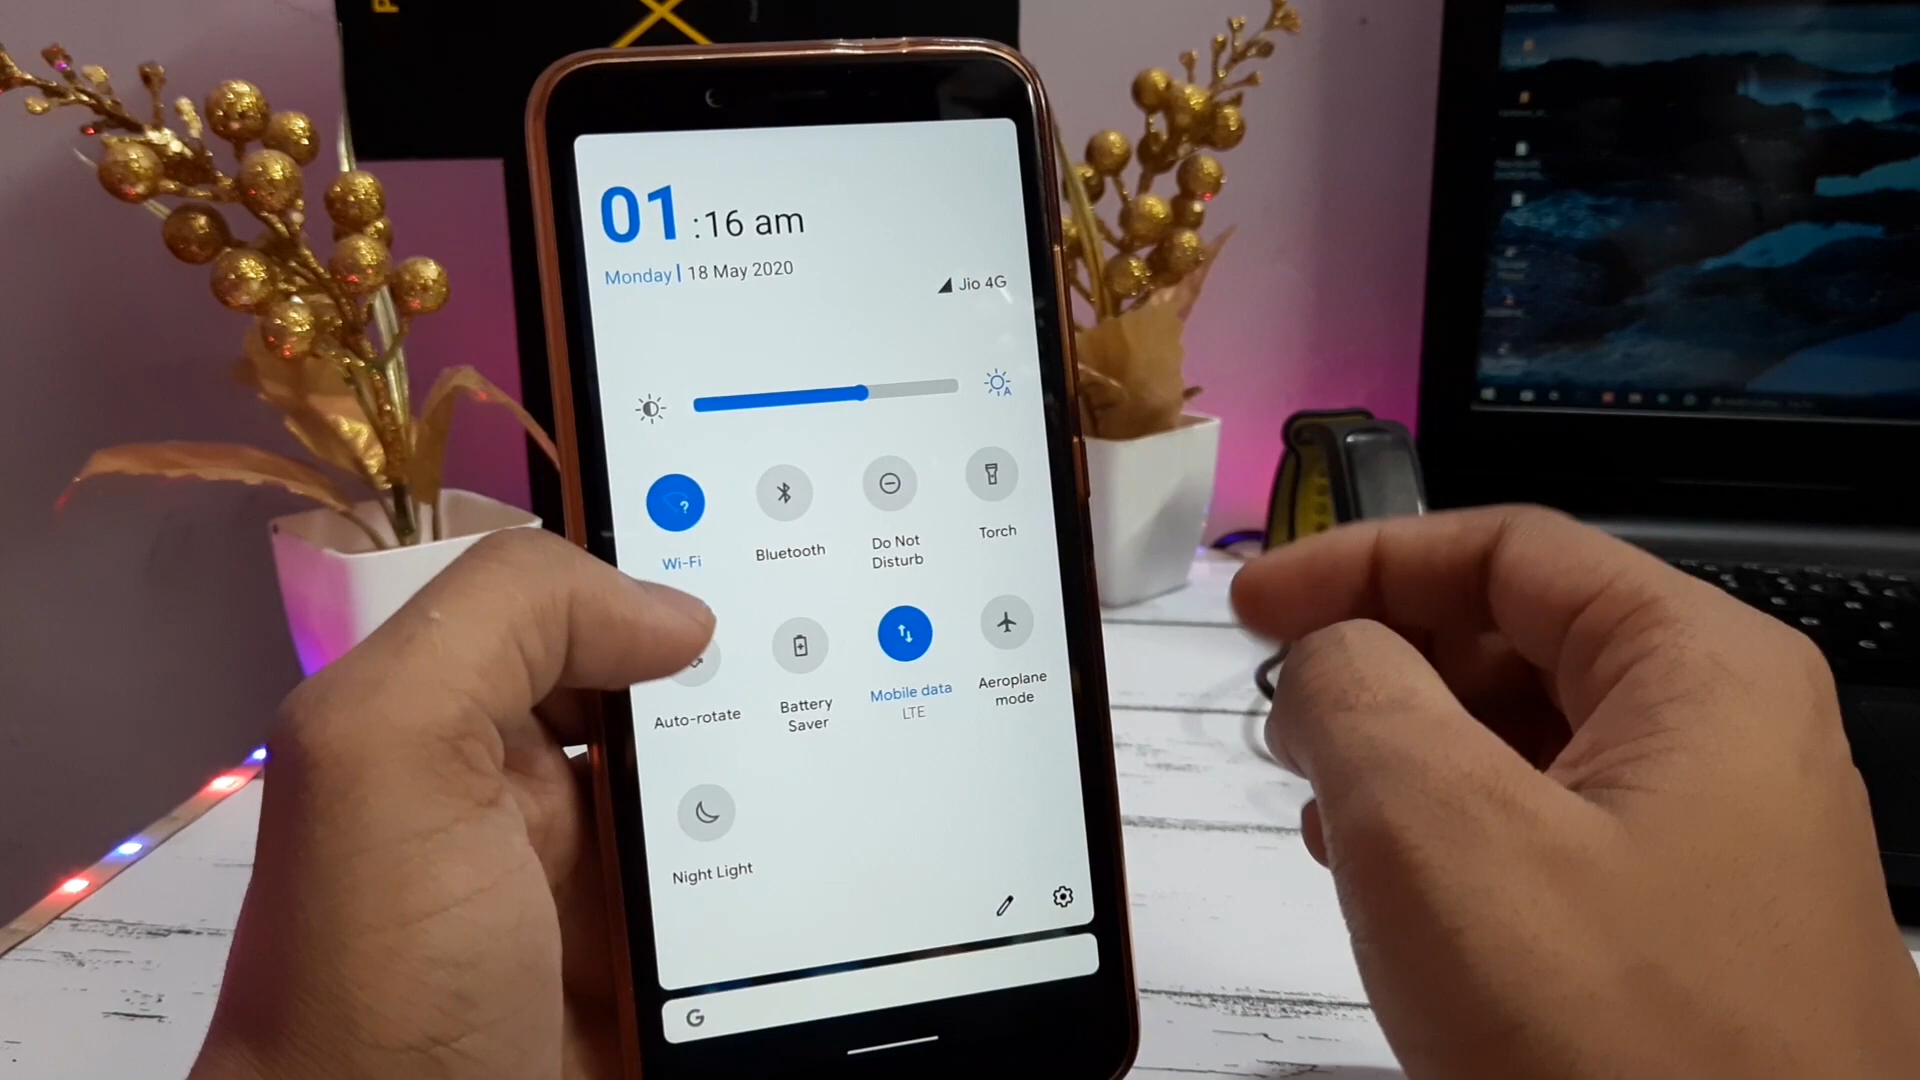 01 :16 am
Monday | 18 May 2020
Jio 4G
Wi-Fi
Bluetooth
Do Not
Disturb
Torch
Auto-rotate
Battery
Saver
Mobile data
LTE
Aeroplane
mode
Night Light
G